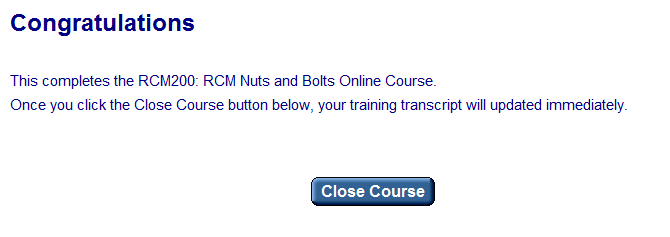 Congratulations
This completes the RCM200: RCM Nuts and Bolts Online Course.
Once you click the Close Course button below, your training transcript will updated immediately.
Close Course